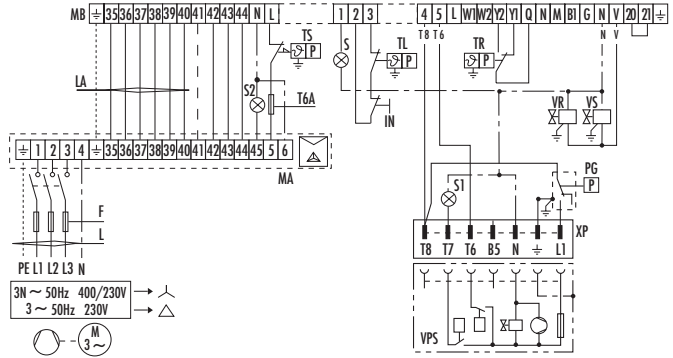 MB ⏚ 35 36 37 38 39 40 41 42 43 44 N L 1 2 3 4 5 L W1 W2 Y2 Y1 Q N M B1 G N V 20 21 ⏚
T8 T6 N V
TS
P
S
TL
P
TR
P
LA
S2
T6A
IN
VR VS
⏚ 1 2 3 4 ⏚ 35 36 37 38 39 40 41 42 43 44 45 5 6
MA
PG
P
S1
F
L
XP
T8 T7 T6 B5 N ⏚ L1
PE L1 L2 L3 N
3N ~ 50Hz 400/230V
3 ~ 50Hz 230V
M
3~
VPS